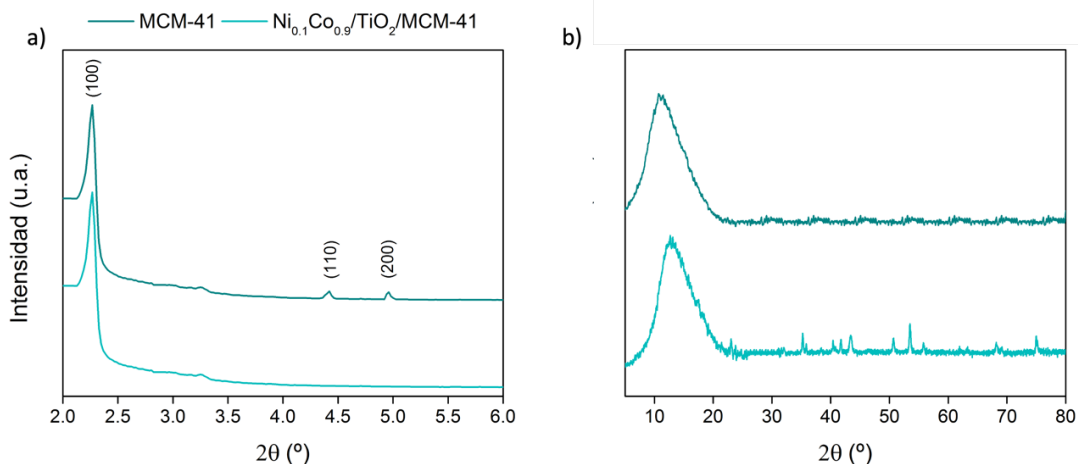 MCM-41 Ni0.1Co0.9/TiO2/MCM-41
a)
b)
(100)
(110)
(200)
Intensidad (u.a.)
2.0 2.5 3.0 3.5 4.0 4.5 5.0 5.5 6.0
10 20 30 40 50 60 70 80
2θ (º)
2θ (º)